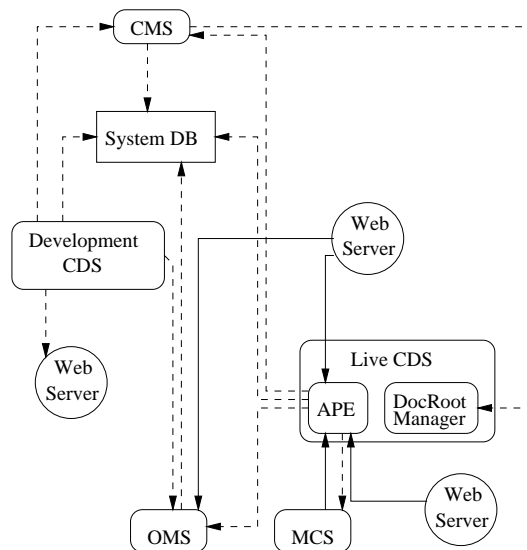 CMS
System DB
Web
Server
Development
CDS
Live CDS
Web
Server
APE
DocRoot
Manager
Web
Server
OMS
MCS